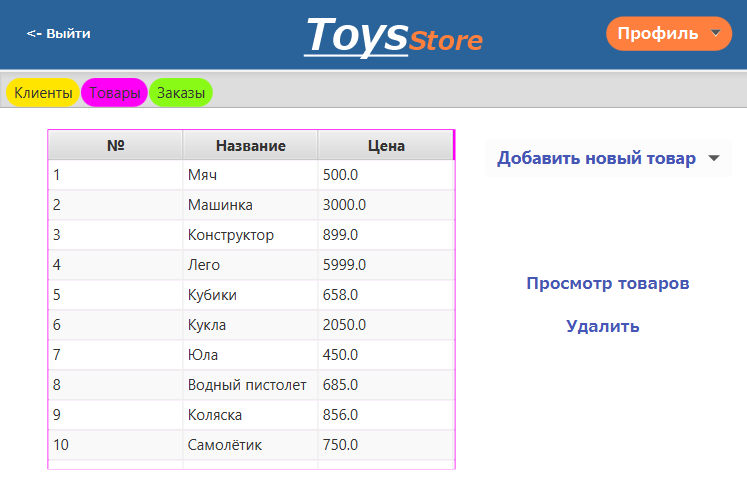 <- Выйти
ToysStore
Профиль
Клиенты Товары Заказы
№ Название Цена
Добавить новый товар
1 Мяч 500.0
2 Машинка 3000.0
3 Конструктор 899.0
4 Лего 5999.0
5 Кубики 658.0
6 Кукла 2050.0
7 Юла 450.0
8 Водный пистолет 685.0
9 Коляска 856.0
10 Самолётик 750.0
Просмотр товаров
Удалить